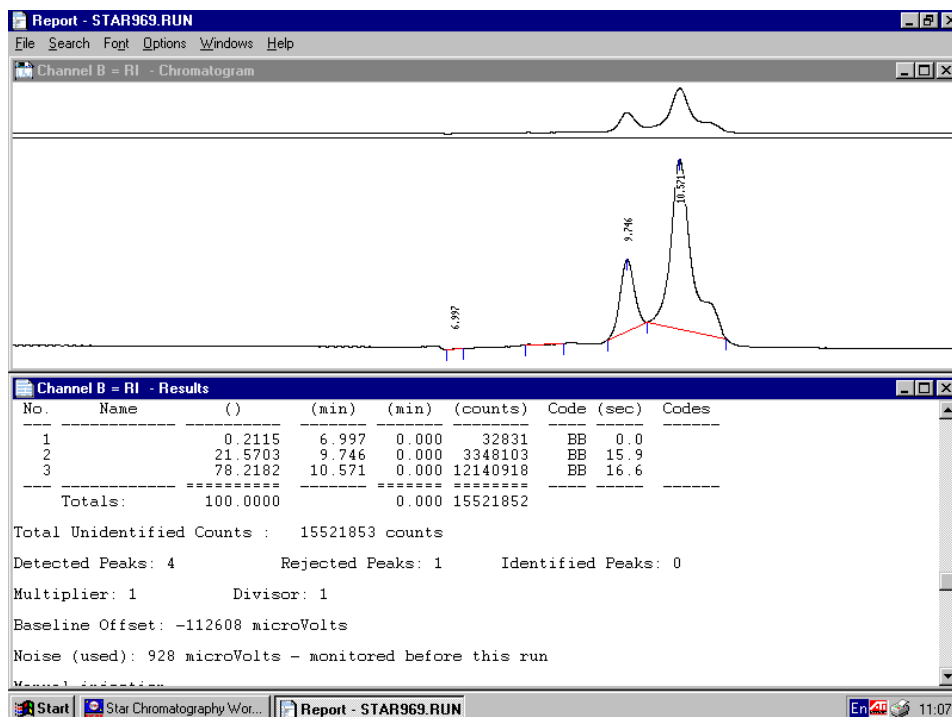 Report - STAR969.RUN
File Search Font Options Windows Help
Channel B = RI - Chromatogram
10.571
9.746
6.997
Channel B = RI - Results
No. Name () (min) (min) (counts) Code (sec) Codes
--- ------------ ---------- ------- ------- -------- ---- ----- ------
1 0.2115 6.997 0.000 32831 BB 0.0
2 21.5703 9.746 0.000 3348103 BB 15.9
3 78.2182 10.571 0.000 12140918 BB 16.6
--- ------------ ========== ------- ======= ======== ---- ----- ------
Totals: 100.0000 0.000 15521852
Total Unidentified Counts : 15521853 counts
Detected Peaks: 4 Rejected Peaks: 1 Identified Peaks: 0
Multiplier: 1 Divisor: 1
Baseline Offset: -112608 microVolts
Noise (used): 928 microVolts - monitored before this run
Manual injection
Start Star Chromatography Wor... Report - STAR969.RUN En ATI 11:07